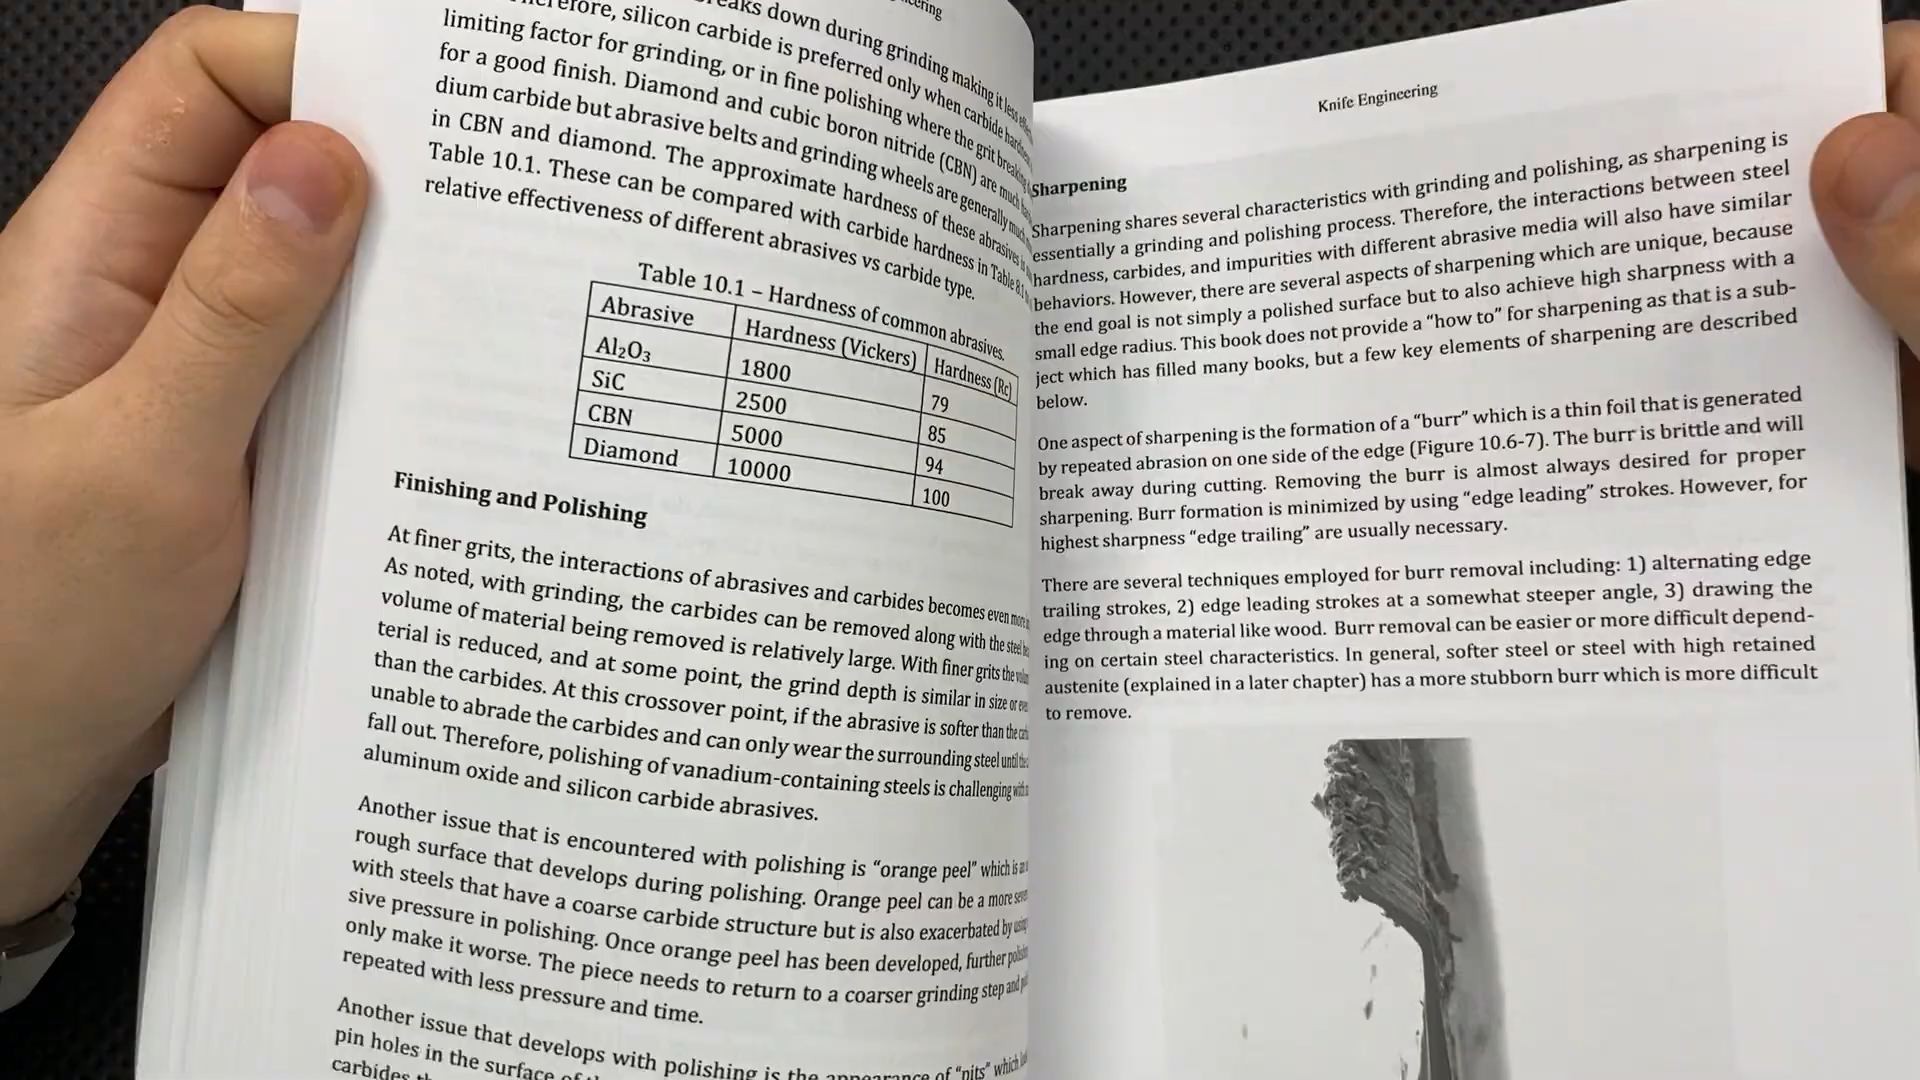 down during grinding making it less
silicon carbide is preferred only when carbide
limiting factor for grinding, or in fine polishing where the grit breaking
for a good finish. Diamond and cubic boron nitride (CBN) are much
dium carbide but abrasive belts and grinding wheels are generally
in CBN and diamond. The approximate hardness of these abrasives
Table 10.1. These can be compared with carbide hardness in Table 8.1
relative effectiveness of different abrasives vs carbide type.
Table 10.1 – Hardness of common abrasives.
Abrasive Hardness (Vickers) Hardness (Rc)
Al₂O₃ 1800 79
SiC 2500 85
CBN 5000 94
Diamond 10000 100
Finishing and Polishing
At finer grits, the interactions of abrasives and carbides becomes even
As noted, with grinding, the carbides can be removed along with the steel
volume of material being removed is relatively large. With finer grits the
terial is reduced, and at some point, the grind depth is similar in size or
than the carbides. At this crossover point, if the abrasive is softer than the
unable to abrade the carbides and can only wear the surrounding steel until
fall out. Therefore, polishing of vanadium-containing steels is challenging
aluminum oxide and silicon carbide abrasives.
Another issue that is encountered with polishing is “orange peel” which is
rough surface that develops during polishing. Orange peel can be a more
with steels that have a coarse carbide structure but is also exacerbated by
sive pressure in polishing. Once orange peel has been developed, further
only make it worse. The piece needs to return to a coarser grinding step and
repeated with less pressure and time.
Another issue that develops with polishing is the appearance of “pits” which
pin holes in the surface
carbides
Knife Engineering
Sharpening
Sharpening shares several characteristics with grinding and polishing, as sharpening is
essentially a grinding and polishing process. Therefore, the interactions between steel
hardness, carbides, and impurities with different abrasive media will also have similar
behaviors. However, there are several aspects of sharpening which are unique, because
the end goal is not simply a polished surface but to also achieve high sharpness with a
small edge radius. This book does not provide a “how to” for sharpening as that is a sub-
ject which has filled many books, but a few key elements of sharpening are described
below.
One aspect of sharpening is the formation of a “burr” which is a thin foil that is generated
by repeated abrasion on one side of the edge (Figure 10.6-7). The burr is brittle and will
break away during cutting. Removing the burr is almost always desired for proper
sharpening. Burr formation is minimized by using “edge leading” strokes. However, for
highest sharpness “edge trailing” are usually necessary.
There are several techniques employed for burr removal including: 1) alternating edge
trailing strokes, 2) edge leading strokes at a somewhat steeper angle, 3) drawing the
edge through a material like wood. Burr removal can be easier or more difficult depend-
ing on certain steel characteristics. In general, softer steel or steel with high retained
austenite (explained in a later chapter) has a more stubborn burr which is more difficult
to remove.